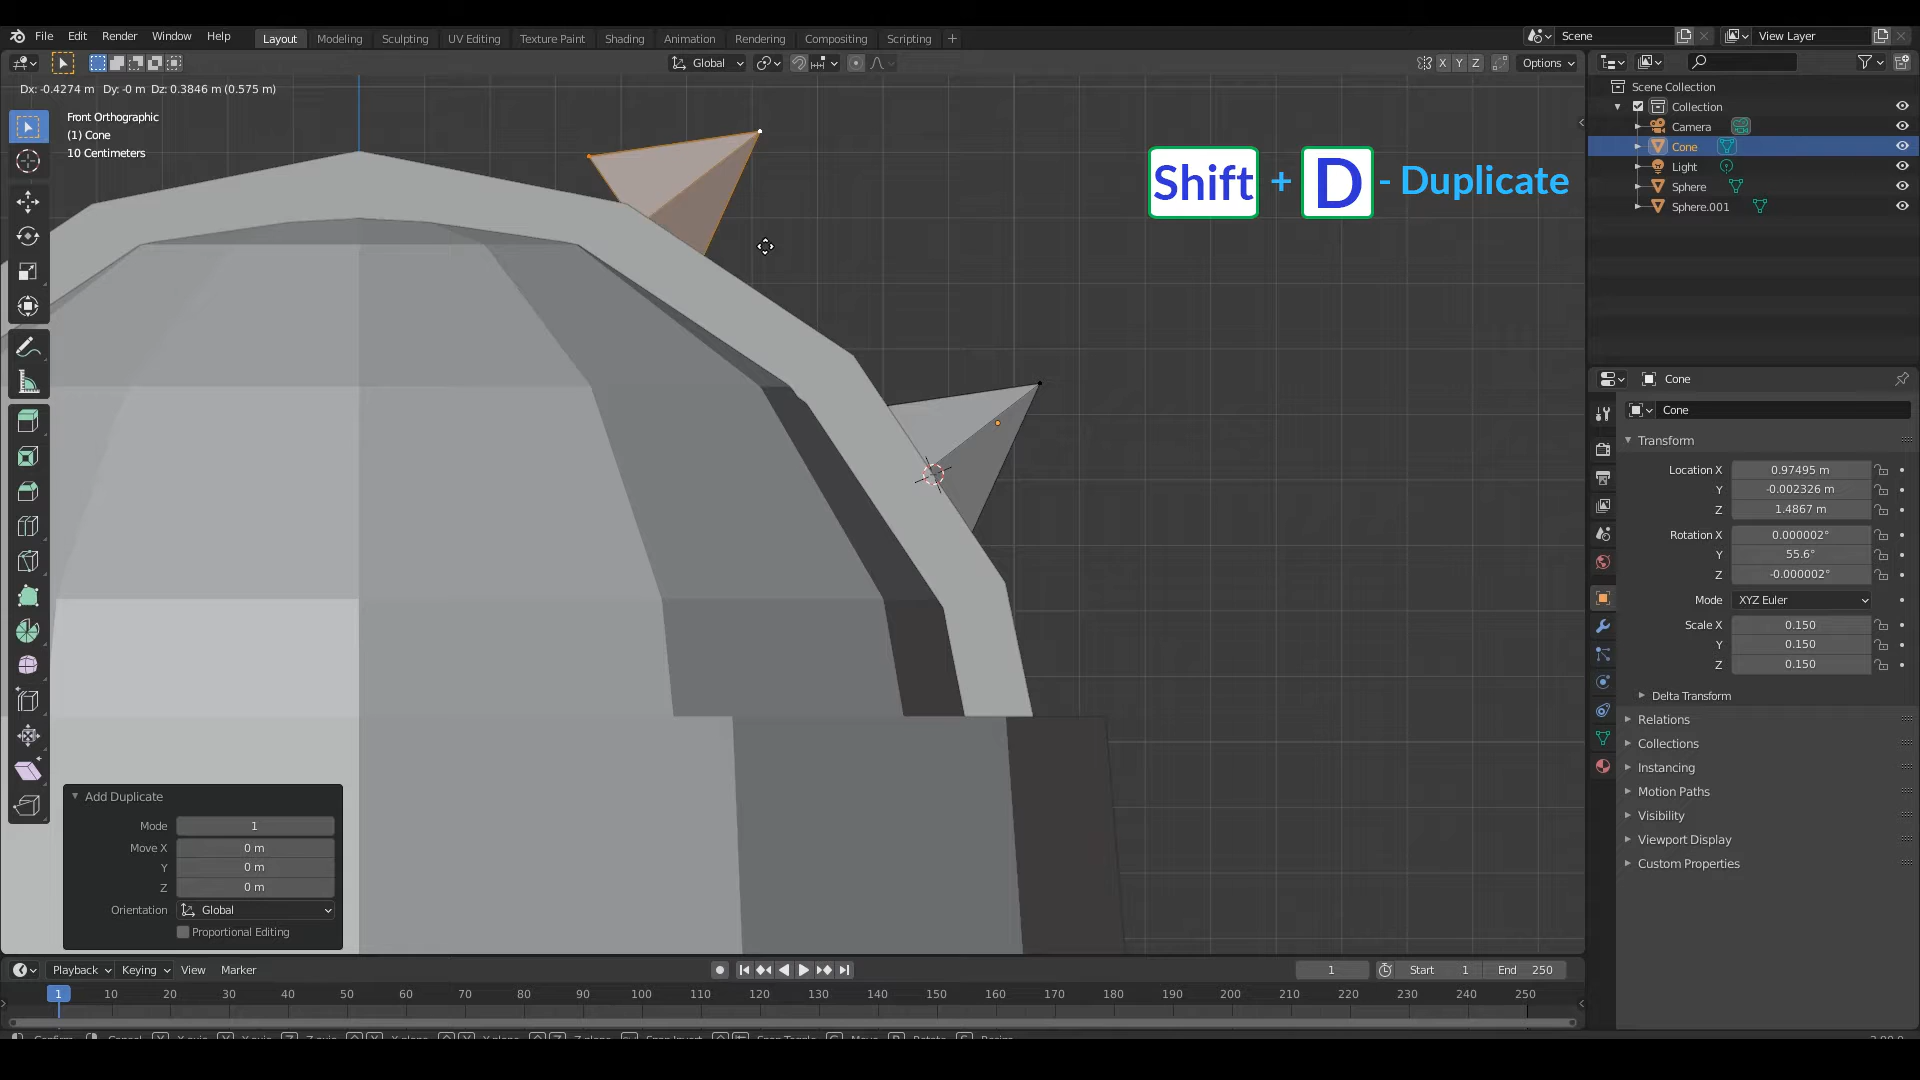 File Edit Render Window Help
Layout Modeling Sculpting UV Editing Texture Paint Shading Animation Rendering Compositing Scripting +
Scene
View Layer
Global
X Y Z Options
Dx: -0.4274 m Dy: -0 m Dz: 0.3846 m (0.575 m)
Front Orthographic
(1) Cone
10 Centimeters
Shift + D - Duplicate
Scene Collection
Collection
Camera
Cone
Light
Sphere
Sphere.001
Cone
Cone
Transform
Location X 0.97495 m
Y -0.002326 m
Z 1.4867 m
Rotation X 0.000002°
Y 55.6°
Z -0.000002°
Mode XYZ Euler
Scale X 0.150
Y 0.150
Z 0.150
Delta Transform
Relations
Collections
Instancing
Motion Paths
Visibility
Viewport Display
Custom Properties
Add Duplicate
Mode 1
Move X 0 m
Y 0 m
Z 0 m
Orientation Global
Proportional Editing
Playback Keying View Marker
1 Start 1 End 250
1 10 20 30 40 50 60 70 80 90 100 110 120 130 140 150 160 170 180 190 200 210 220 230 240 250